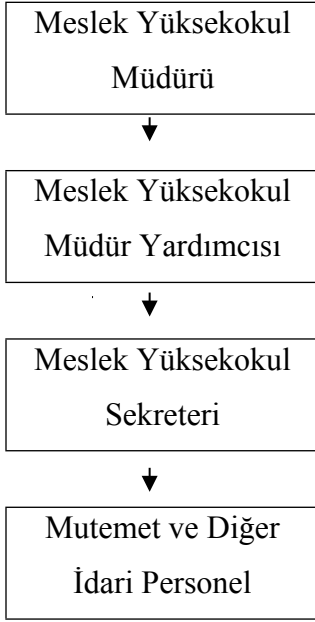 Meslek Yüksekokul
Müdürü
Meslek Yüksekokul
Müdür Yardımcısı
Meslek Yüksekokul
Sekreteri
Mutemet ve Diğer
İdari Personel